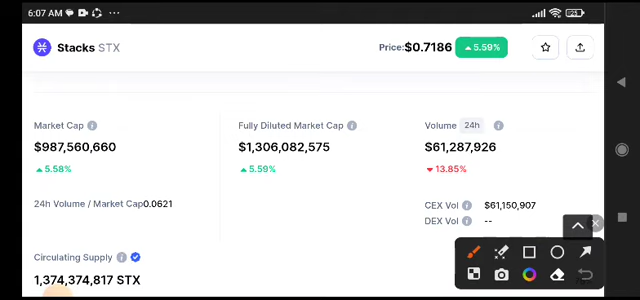 6:07 AM
Stacks STX
Price:$0.7186 5.59%
Market Cap
$987,560,660
5.58%
Fully Diluted Market Cap
$1,306,082,575
5.59%
Volume 24h
$61,287,926
13.85%
24h Volume / Market Cap0.0621
CEX Vol $61,150,907
DEX Vol --
Circulating Supply
1,374,374,817 STX